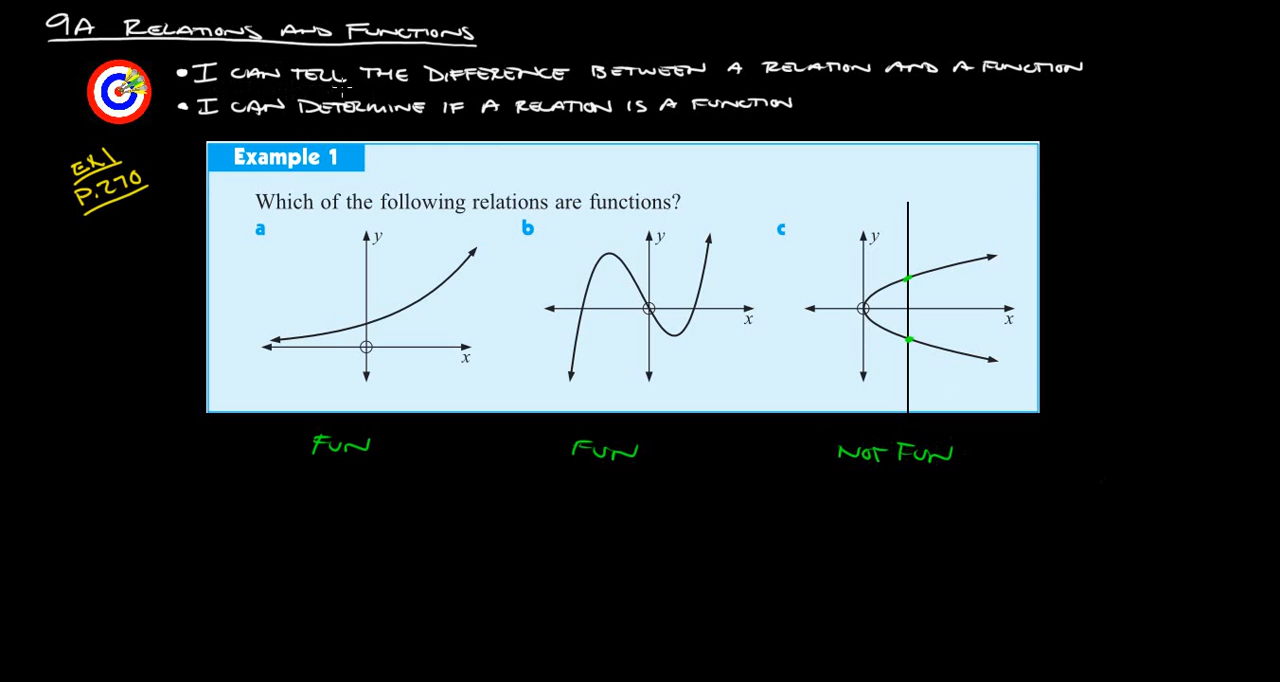 9A RELATIONS AND FUNCTIONS
• I CAN TELL THE DIFFERENCE BETWEEN A RELATION AND A FUNCTION
• I CAN DETERMINE IF A RELATION IS A FUNCTION
EX1
P.270
Example 1
Which of the following relations are functions?
a b c
y y y
x x x
FUN FUN NOT FUN